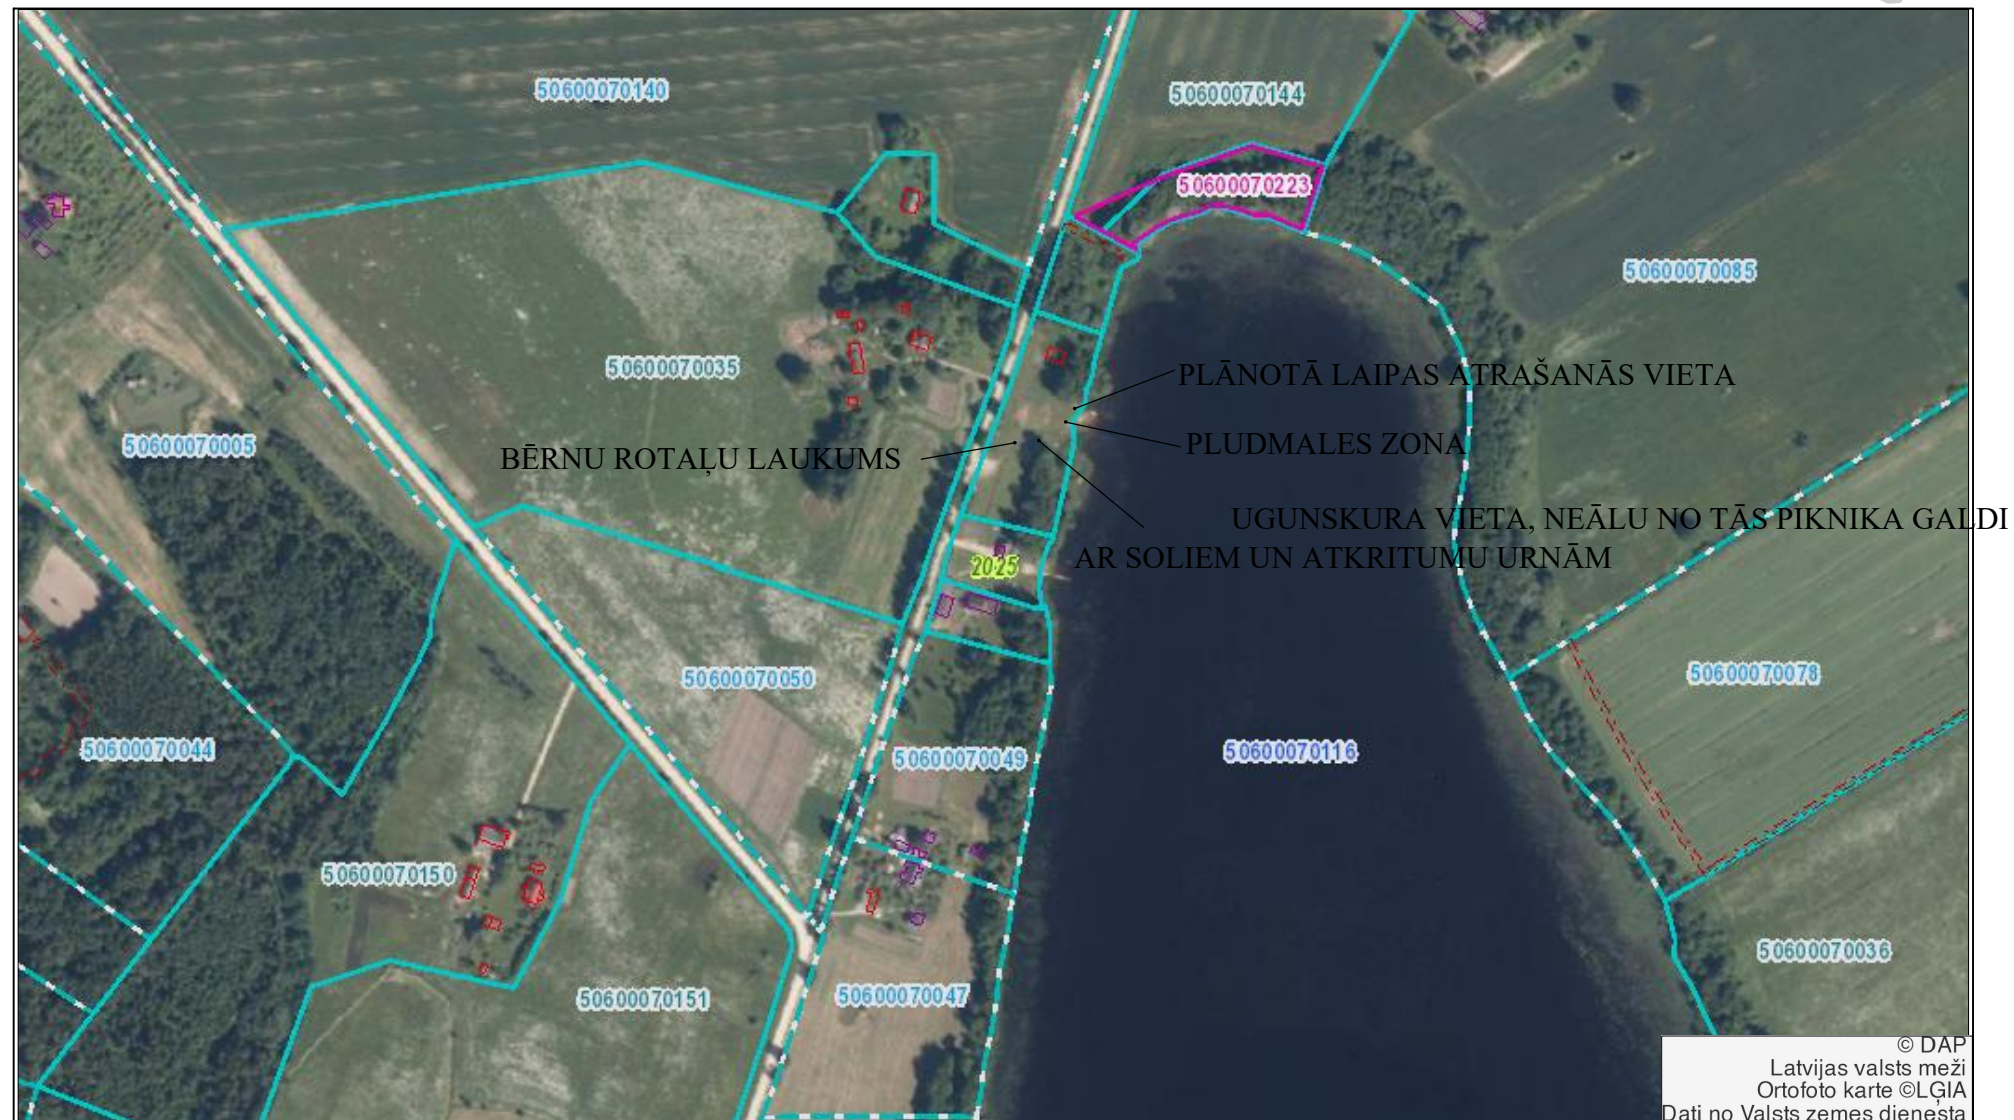 50600070140
50600070144
50600070223
50600070085
50600070035
PLĀNOTĀ LAIPAS ATRAŠANĀS VIETA
50600070005
BĒRNU ROTAĻU LAUKUMS
PLUDMALES ZONA
UGUNSKURA VIETA, NEĀLU NO TĀS PIKNIKA GALDI
AR SOLIEM UN ATKRITUMU URNĀM
2025
50600070050
50600070078
50600070044
50600070049
50600070116
50600070150
50600070036
50600070151
50600070047
© DAP
Latvijas valsts meži
Ortofoto karte ©LĢIA
Dati no Valsts zemes dienesta